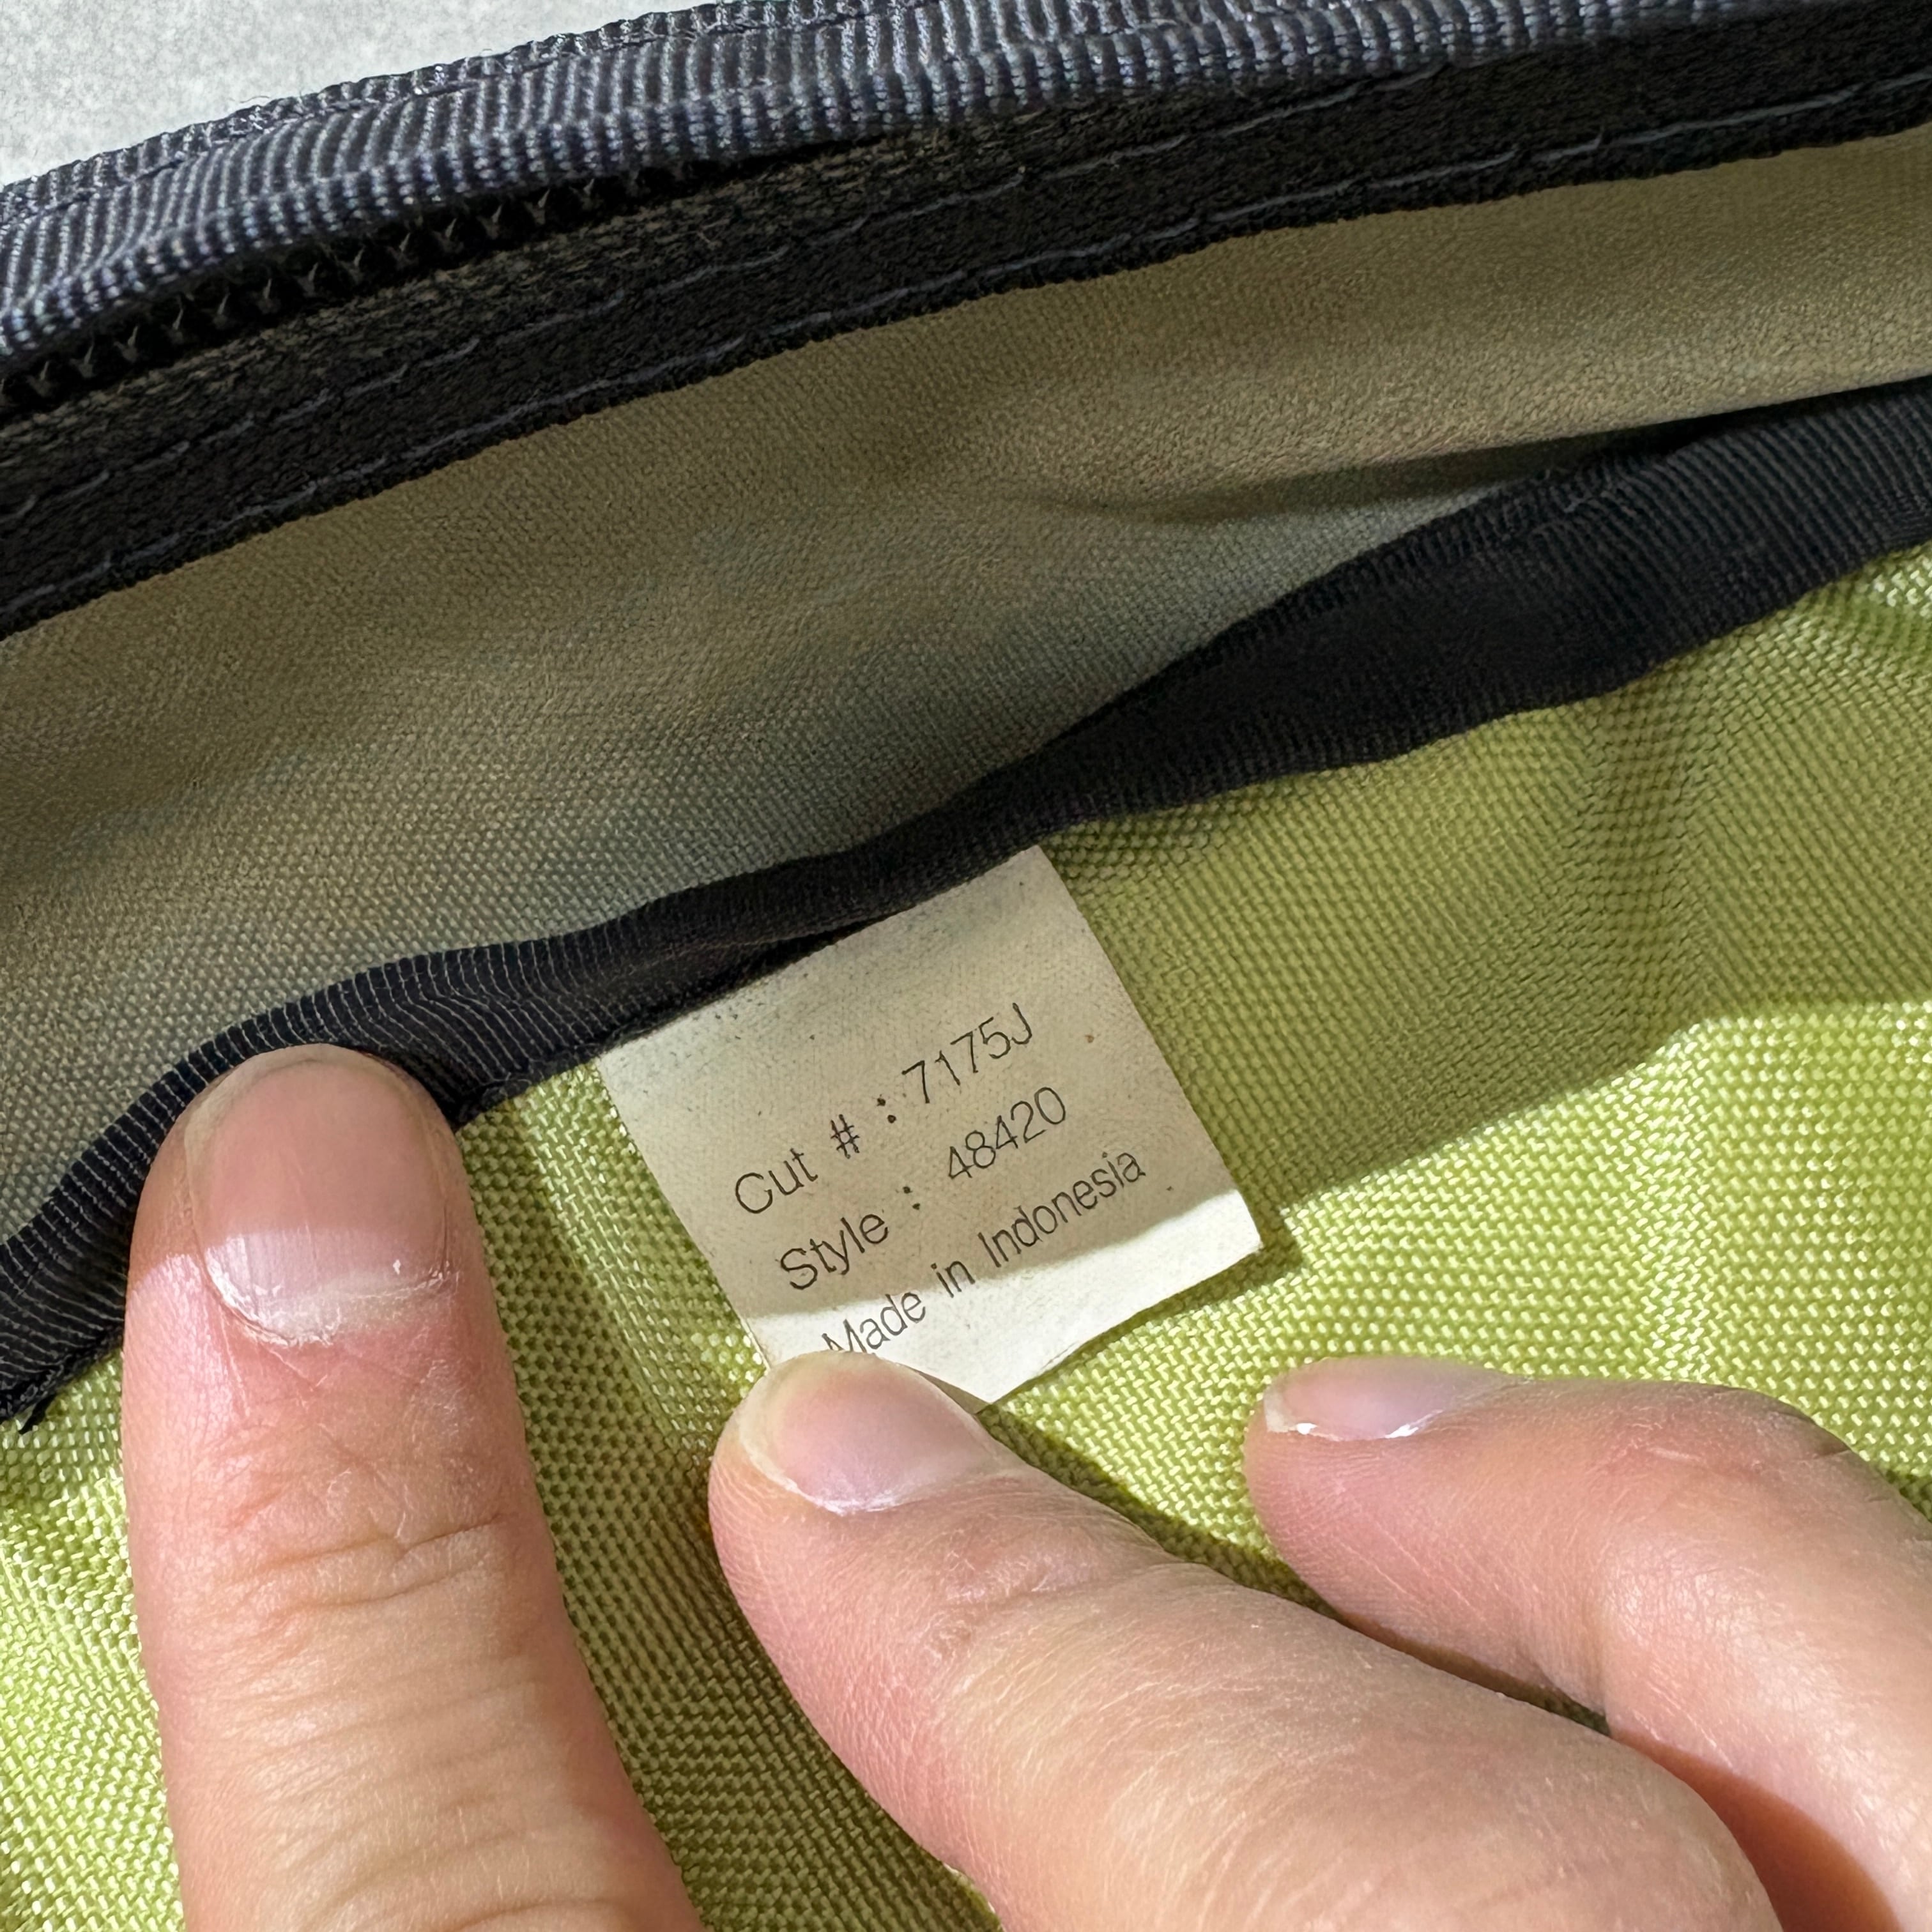 Cut # : 7175J
Style : 48420
Made in Indonesia